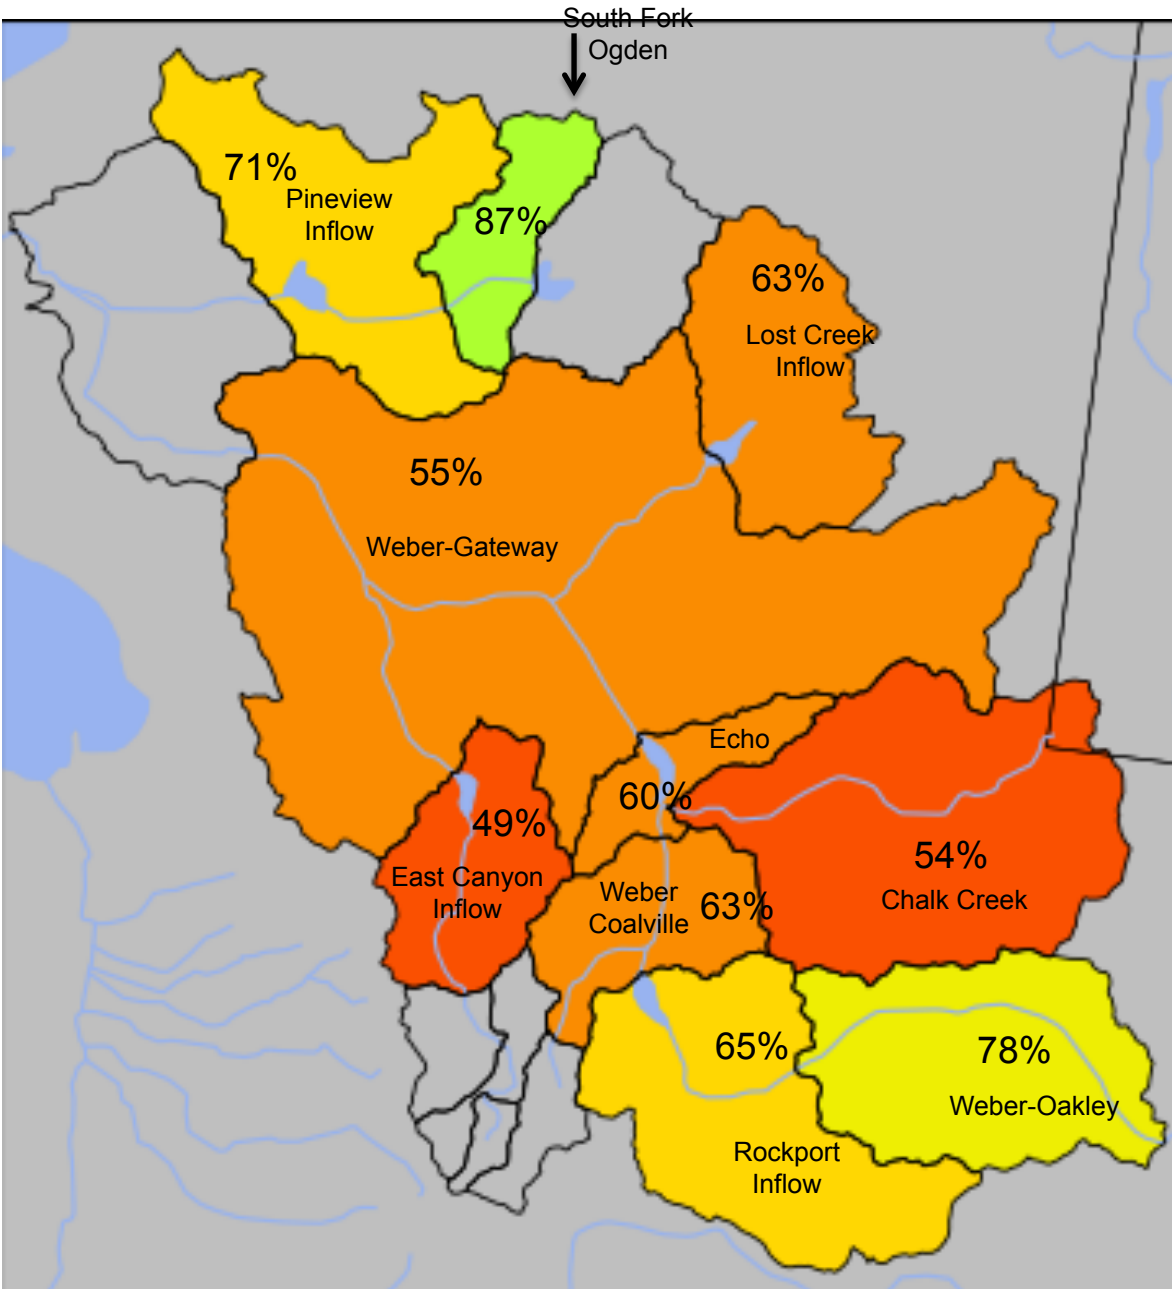 South Fork
Ogden
71%
Pineview
Inflow
87%
63%
Lost Creek
Inflow
55%
Weber-Gateway
Echo
60%
49%
East Canyon
Inflow
Weber
Coalville
63%
54%
Chalk Creek
65%
78%
Weber-Oakley
Rockport
Inflow